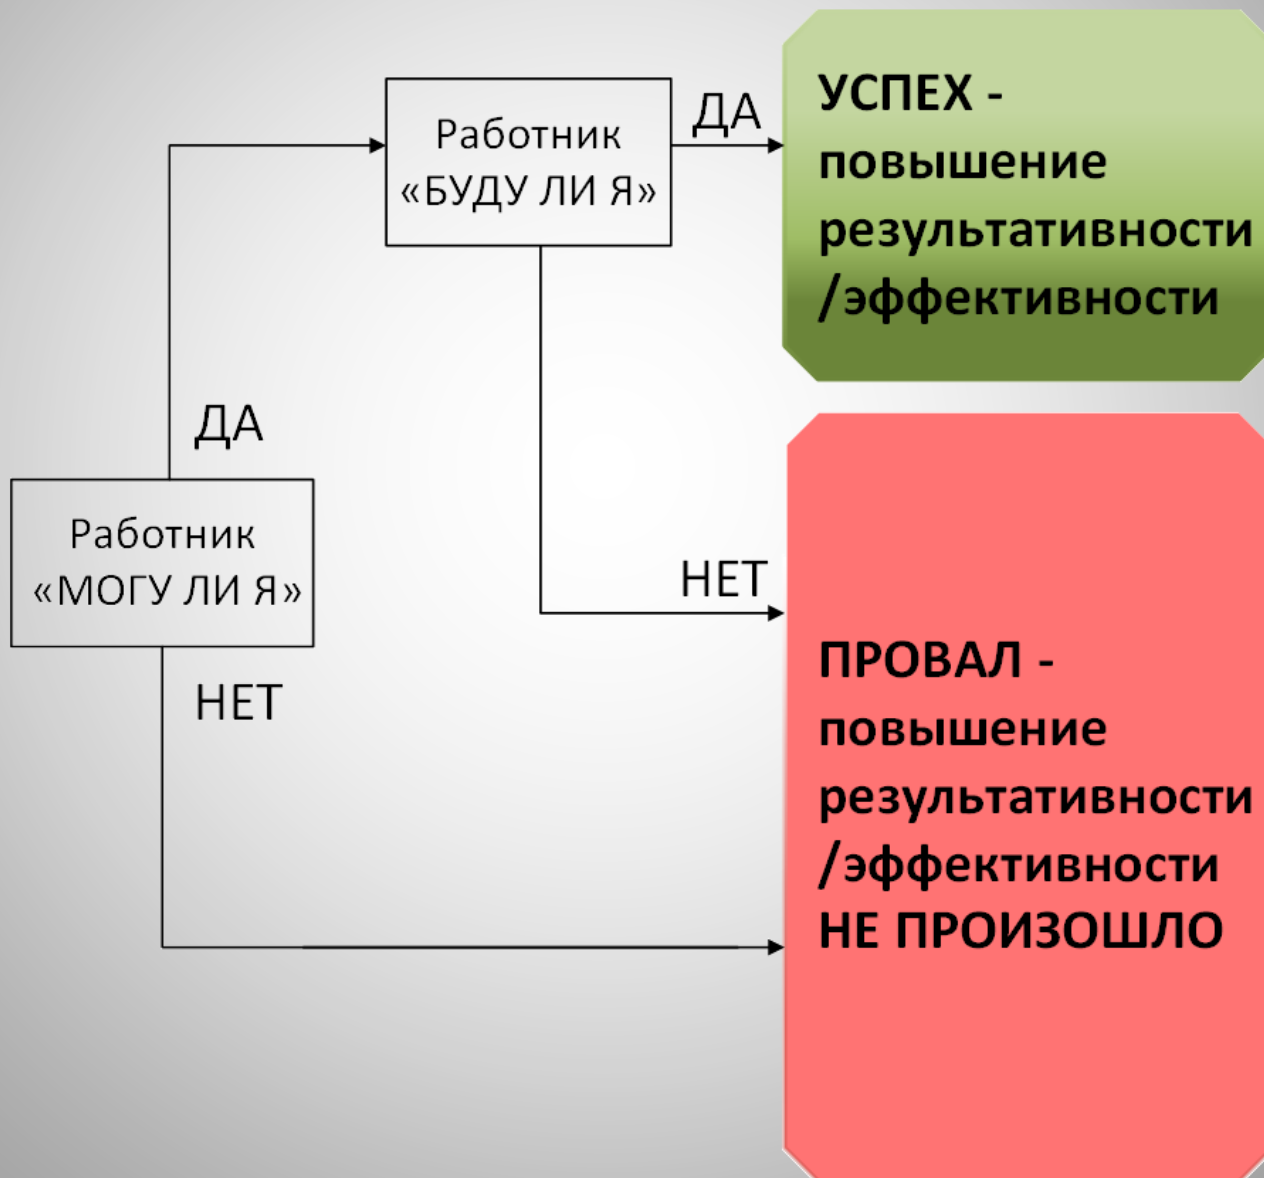 Работник
«БУДУ ЛИ Я»
ДА
УСПЕХ -
повышение
результативности
/эффективности
ДА
Работник
«МОГУ ЛИ Я»
НЕТ
НЕТ
ПРОВАЛ -
повышение
результативности
/эффективности
НЕ ПРОИЗОШЛО